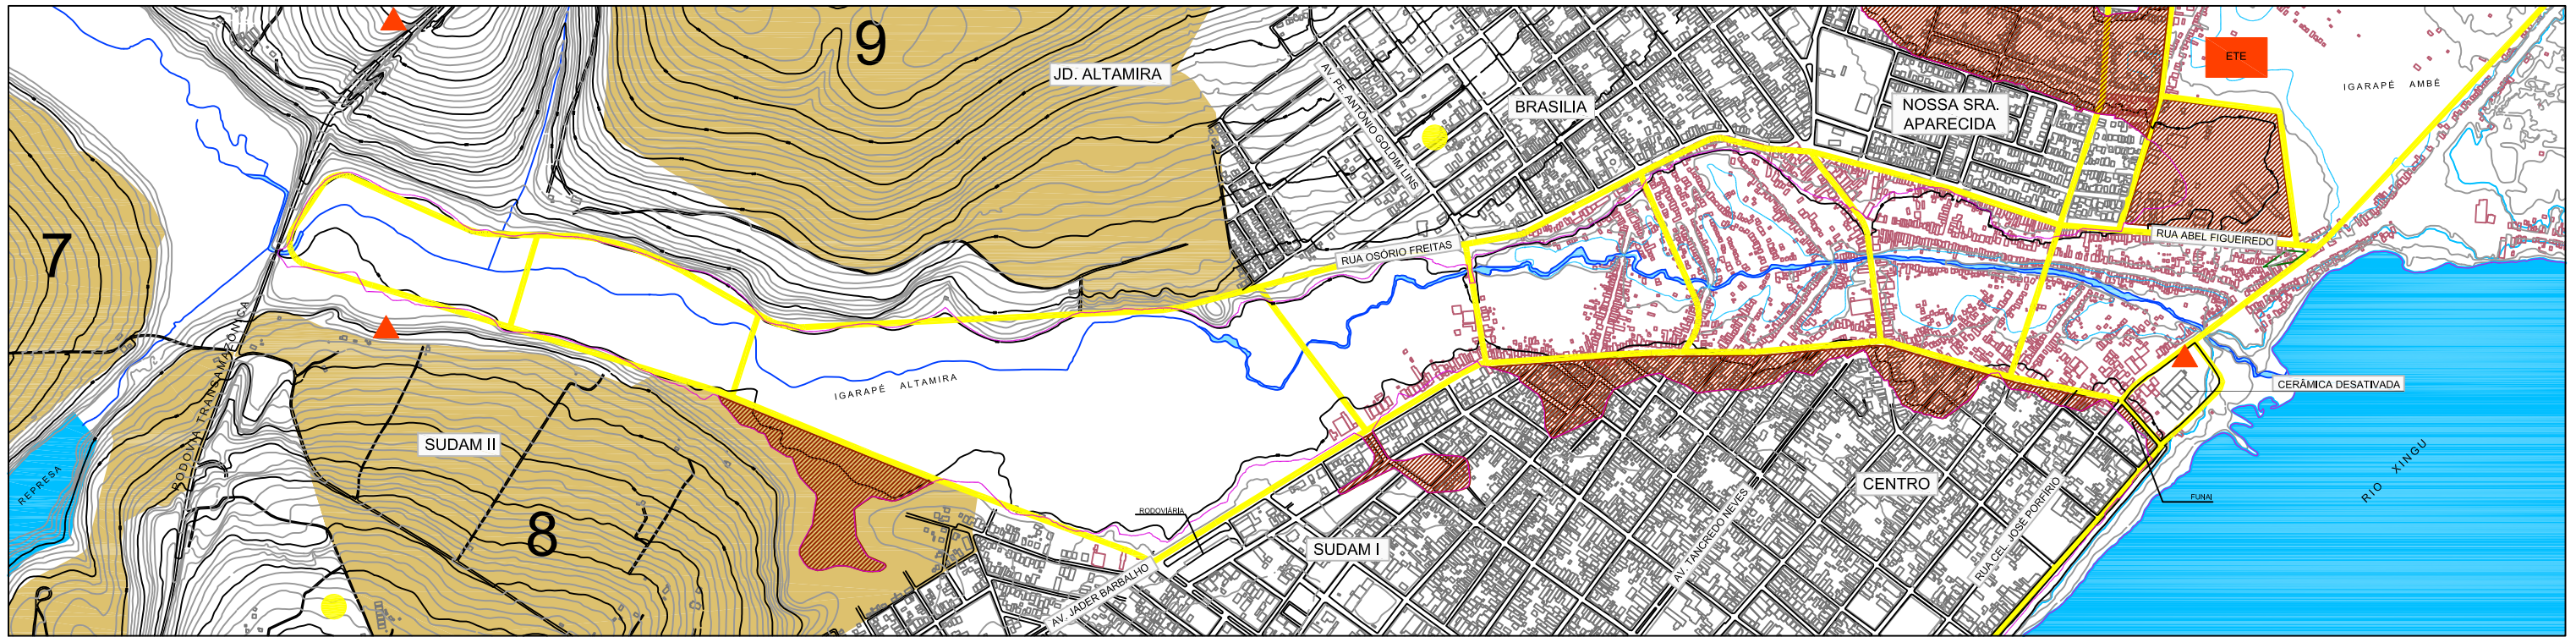 9
JD. ALTAMIRA
AV. PE. ANTÔNIO GOLDIM LINS
BRASILIA
NOSSA SRA.
APARECIDA
ETE
IGARAPÉ AMBÉ
7
RUA OSÓRIO FREITAS
RUA ABEL FIGUEIREDO
RODOVIA TRANSAMAZÔNICA
IGARAPÉ ALTAMIRA
CERÂMICA DESATIVADA
SUDAM II
REPRESA
8
RODOVIÁRIA
SUDAM I
AV. JADER BARBALHO
AV. TANCREDO NEVES
CENTRO
RUA CEL. JOSÉ PORFÍRIO
FUNAI
RIO XINGU